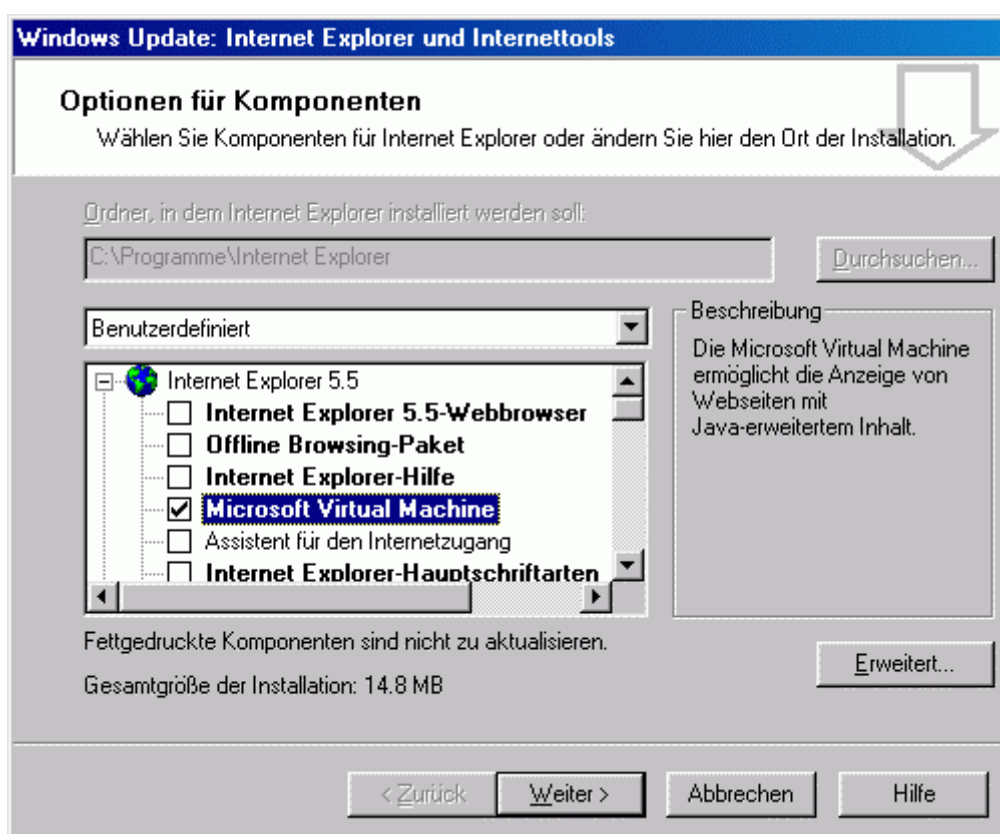 Windows Update: Internet Explorer und Internettools
Optionen für Komponenten
Wählen Sie Komponenten für Internet Explorer oder ändern Sie hier den Ort der Installation.
Ordner, in dem Internet Explorer installiert werden soll:
C:\Programme\Internet Explorer
Durchsuchen...
Benutzerdefiniert
Internet Explorer 5.5
Internet Explorer 5.5-Webbrowser
Offline Browsing-Paket
Internet Explorer-Hilfe
Microsoft Virtual Machine
Assistent für den Internetzugang
Internet Explorer-Hauptschriftarten
Beschreibung
Die Microsoft Virtual Machine
ermöglicht die Anzeige von
Webseiten mit
Java-erweitertem Inhalt.
Fettgedruckte Komponenten sind nicht zu aktualisieren.
Gesamtgröße der Installation: 14.8 MB
Erweitert...
< Zurück
Weiter >
Abbrechen
Hilfe